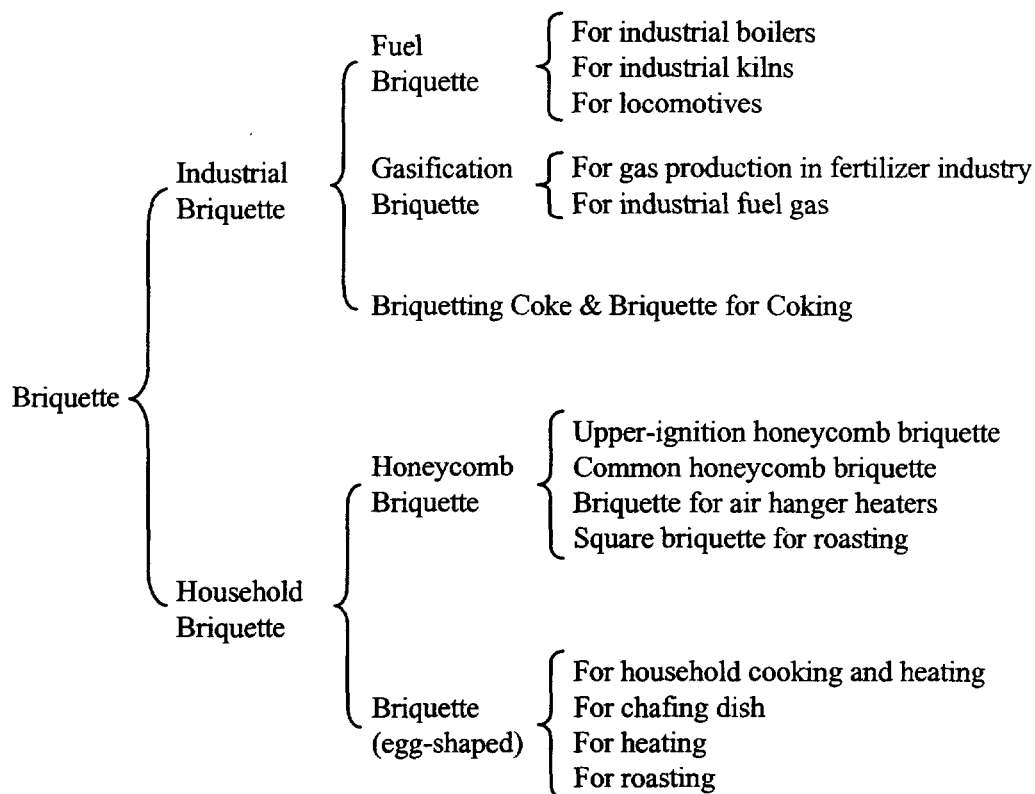 Briquette
Industrial
Briquette
Fuel
Briquette
For industrial boilers
For industrial kilns
For locomotives
Gasification
Briquette
For gas production in fertilizer industry
For industrial fuel gas
Briquetting Coke & Briquette for Coking
Household
Briquette
Honeycomb
Briquette
Upper-ignition honeycomb briquette
Common honeycomb briquette
Briquette for air hanger heaters
Square briquette for roasting
Briquette
(egg-shaped)
For household cooking and heating
For chafing dish
For heating
For roasting